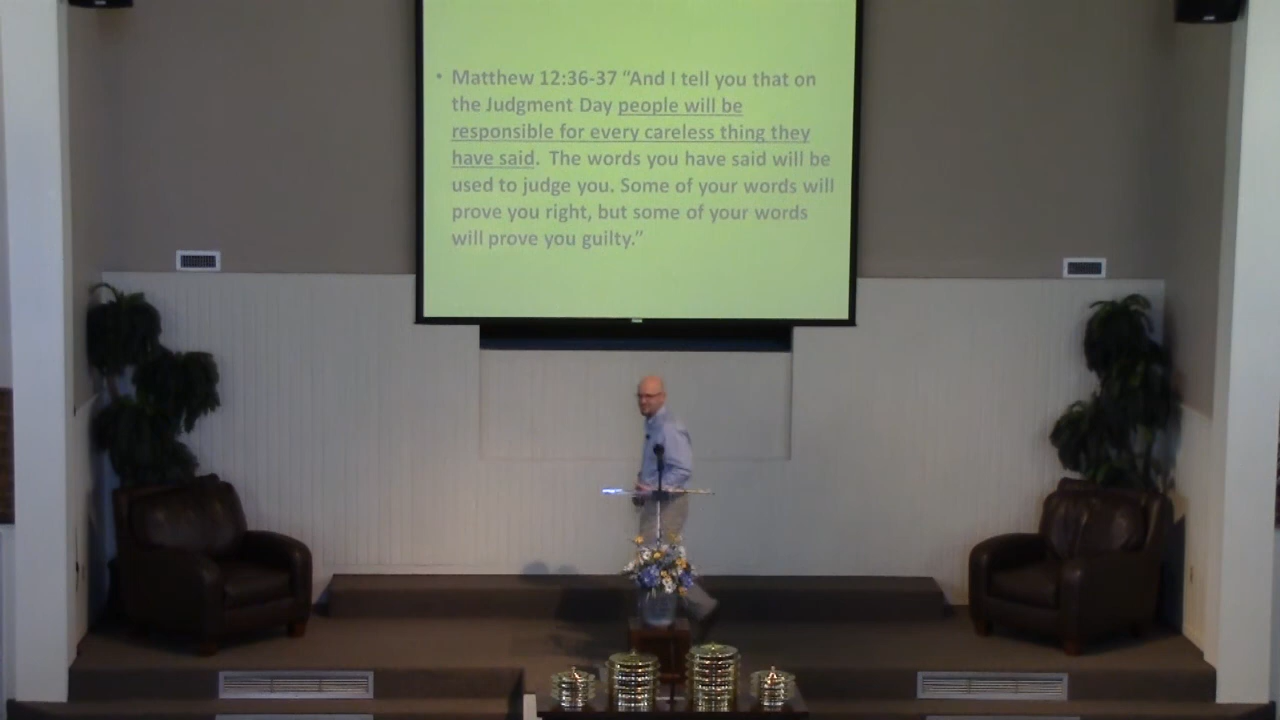 • Matthew 12:36-37 “And I tell you that on
the Judgment Day people will be
responsible for every careless thing they
have said.  The words you have said will be
used to judge you. Some of your words will
prove you right, but some of your words
will prove you guilty.”